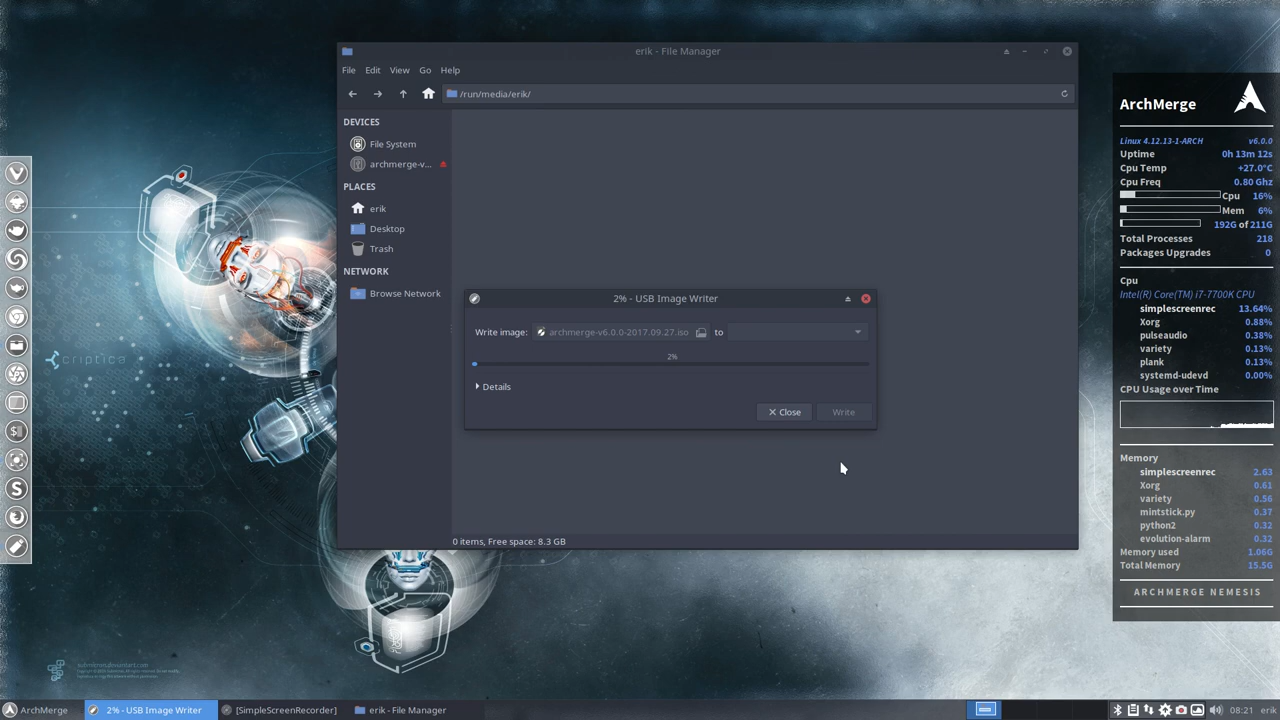 erik - File Manager
File Edit View Go Help
/run/media/erik/
DEVICES
File System
archmerge-v...
PLACES
erik
Desktop
Trash
NETWORK
Browse Network
0 items, Free space: 8.3 GB
2% - USB Image Writer
Write image: archmerge-v6.0.0-2017.09.27.iso to
2%
Details
Close Write
ArchMerge
Linux 4.12.13-1-ARCH v6.0.0
Uptime 0h 13m 12s
Cpu Temp +27.0°C
Cpu Freq 0.80 Ghz
Cpu 16%
Mem 6%
192G of 211G
Total Processes 218
Packages Upgrades 0
Cpu
Intel(R) Core(TM) i7-7700K CPU
simplescreenrec 13.64%
Xorg 0.88%
pulseaudio 0.38%
variety 0.13%
plank 0.13%
systemd-udevd 0.00%
CPU Usage over Time
Memory
simplescreenrec 2.63
Xorg 0.61
variety 0.56
mintstick.py 0.37
python2 0.32
evolution-alarm 0.32
Memory used 1.06G
Total Memory 15.5G
ARCHMERGE NEMESIS
criptica
ArchMerge
2% - USB Image Writer
[SimpleScreenRecorder]
erik - File Manager
08:21 erik